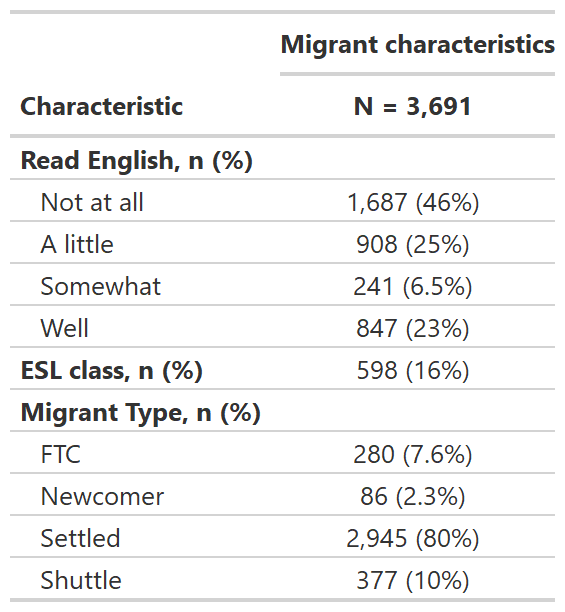 Migrant characteristics
Characteristic N = 3,691
Read English, n (%)
Not at all 1,687 (46%)
A little 908 (25%)
Somewhat 241 (6.5%)
Well 847 (23%)
ESL class, n (%) 598 (16%)
Migrant Type, n (%)
FTC 280 (7.6%)
Newcomer 86 (2.3%)
Settled 2,945 (80%)
Shuttle 377 (10%)